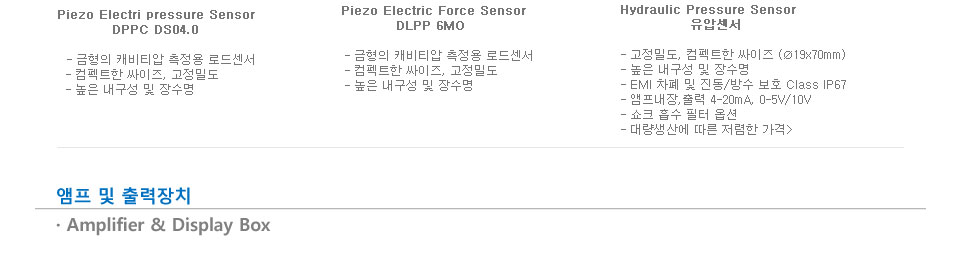 Piezo Electri pressure Sensor
DPPC DS04.0
- 금형의 캐비티압 측정용 로드센서
- 컴펙트한 싸이즈, 고정밀도
- 높은 내구성 및 장수명
Piezo Electric Force Sensor
DLPP 6MO
- 금형의 캐비티압 측정용 로드센서
- 컴펙트한 싸이즈, 고정밀도
- 높은 내구성 및 장수명
Hydraulic Pressure Sensor
유압센서
- 고정밀도, 컴펙트한 싸이즈 (Ø19x70mm)
- 높은 내구성 및 장수명
- EMI 차폐 및 진동/방수 보호 Class IP67
- 앰프내장,출력 4-20mA, 0-5V/10V
- 쇼크 흡수 필터 옵션
- 대량생산에 따른 저렴한 가격>
앰프 및 출력장치
· Amplifier & Display Box